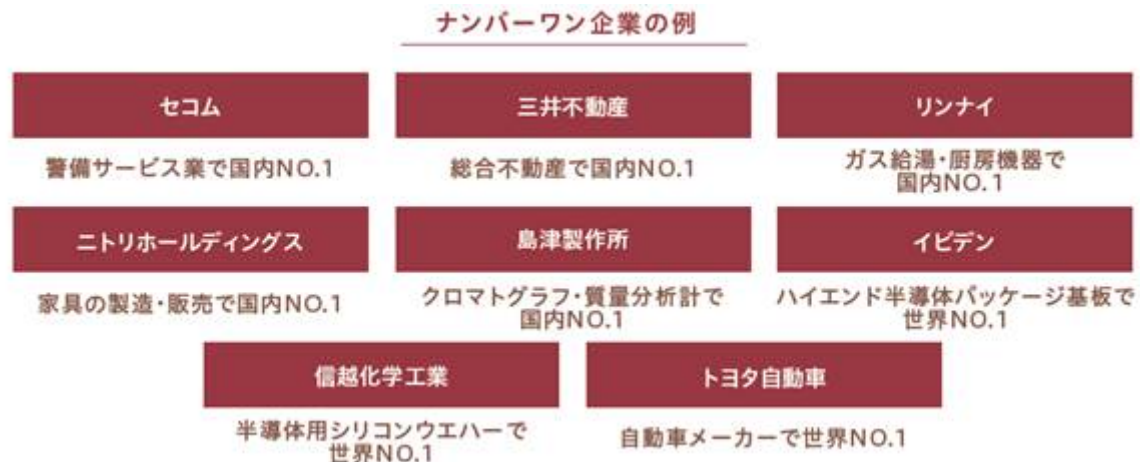 ナンバーワン企業の例
セコム
警備サービス業で国内NO.1
三井不動産
総合不動産で国内NO.1
リンナイ
ガス給湯・厨房機器で
国内NO.1
ニトリホールディングス
家具の製造・販売で国内NO.1
島津製作所
クロマトグラフ・質量分析計で
国内NO.1
イビデン
ハイエンド半導体パッケージ基板で
世界NO.1
信越化学工業
半導体用シリコンウエハーで
世界NO.1
トヨタ自動車
自動車メーカーで世界NO.1